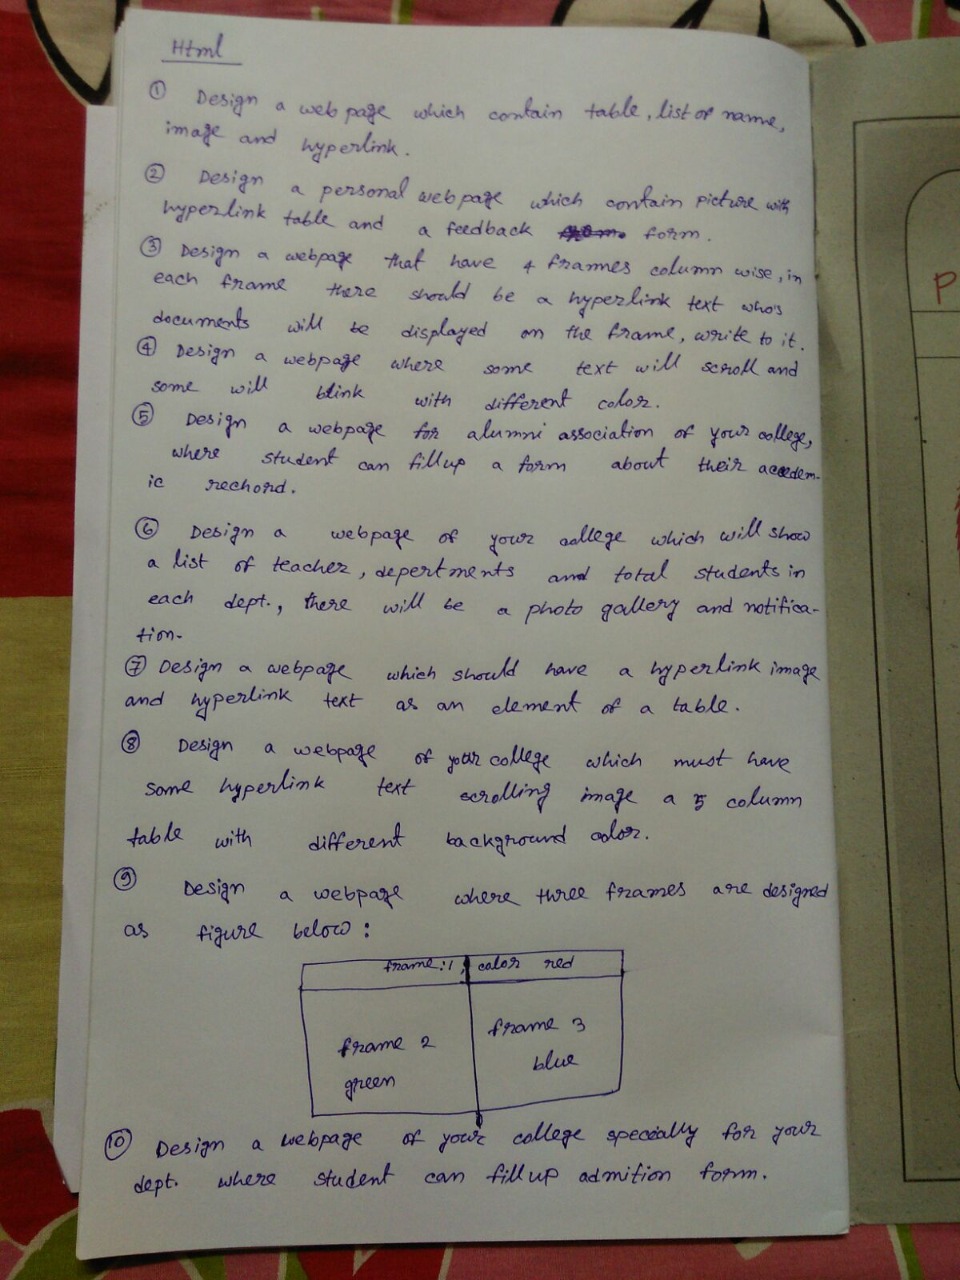 Html
① Design a web page which contain table, list of name,
image and hyperlink.
② Design a personal web page which contain picture with
hyperlink table and a feedback form.
③ Design a webpage that have 4 frames column wise, in
each frame there should be a hyperlink text who's
documents will be displayed on the frame, write to it.
④ Design a webpage where some text will scroll and
some will blink with different color.
⑤ Design a webpage for alumni association of your college,
where student can fillup a form about their accedem-
ic rechord.
⑥ Design a webpage of your college which will show
a list of teacher, depertments and total students in
each dept., there will be a photo gallery and notifica-
tion.
⑦ Design a webpage which should have a hyperlink image
and hyperlink text as an element of a table.
⑧ Design a webpage of your college which must have
some hyperlink text scrolling image a 5 column
table with different background color.
⑨ Design a webpage where three frames are designed
as figure below:
frame:1, color red
frame 2
green
frame 3
blue
⑩ Design a webpage of your college specially for your
dept. where student can fill up admition form.
P